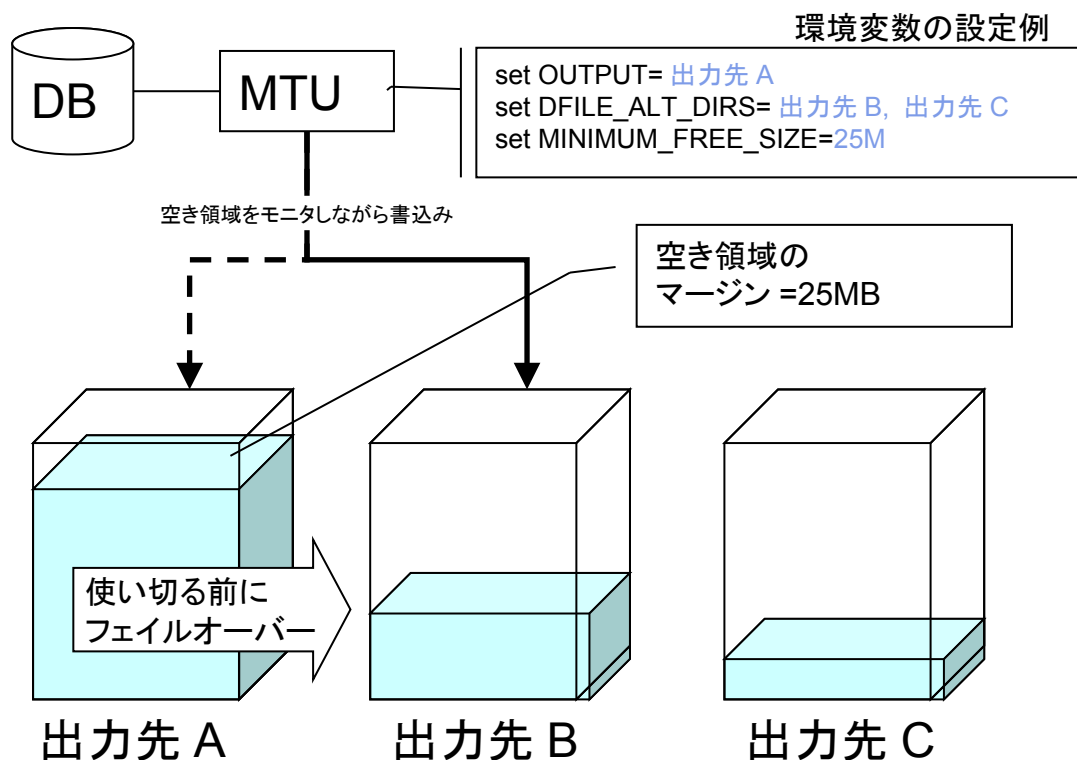 環境変数の設定例
DB
MTU
set OUTPUT= 出力先 A
set DFILE_ALT_DIRS= 出力先 B, 出力先 C
set MINIMUM_FREE_SIZE=25M
空き領域をモニタしながら書込み
空き領域の
マージン =25MB
使い切る前に
フェイルオーバー
出力先 A
出力先 B
出力先 C